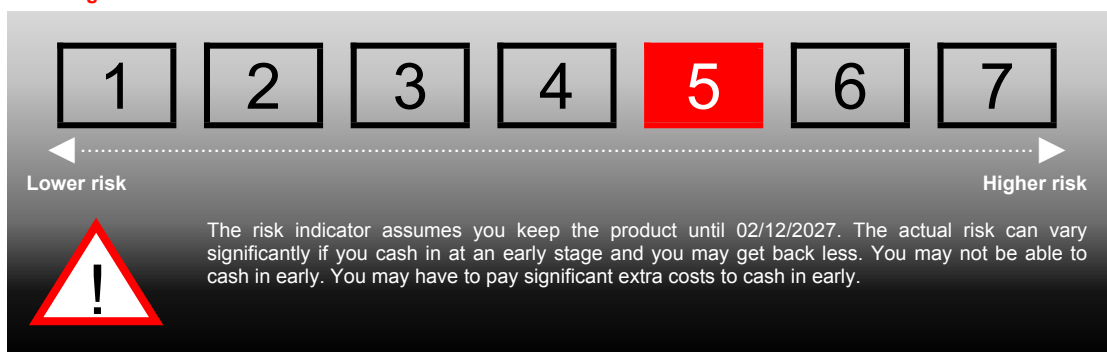 1 2 3 4 5 6 7
Lower risk Higher risk
The risk indicator assumes you keep the product until 02/12/2027. The actual risk can vary
significantly if you cash in at an early stage and you may get back less. You may not be able to
cash in early. You may have to pay significant extra costs to cash in early.
!